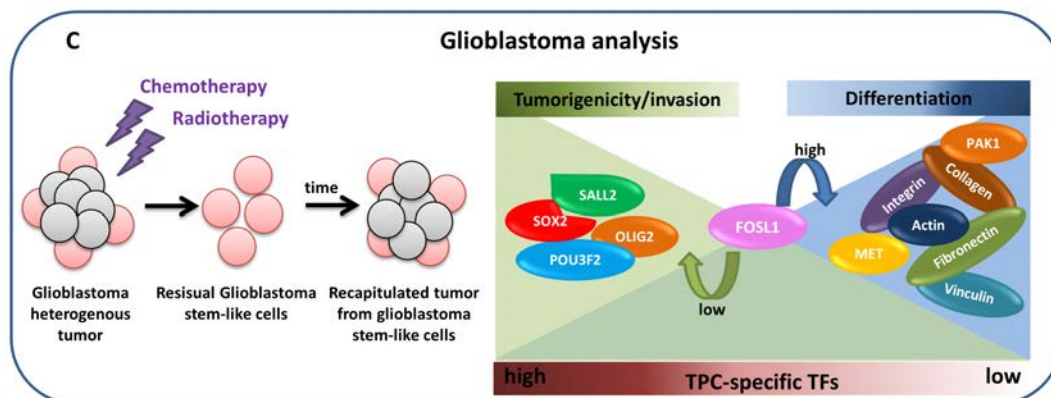 C
Glioblastoma analysis
Chemotherapy
Radiotherapy
time
Glioblastoma
heterogenous
tumor
Resisual Glioblastoma
stem-like cells
Recapitulated tumor
from glioblastoma
stem-like cells
Tumorigenicity/invasion
Differentiation
SALL2
SOX2
OLIG2
POU3F2
FOSL1
high
low
PAK1
Collagen
Integrin
Actin
MET
Fibronectin
Vinculin
high
TPC-specific TFs
low